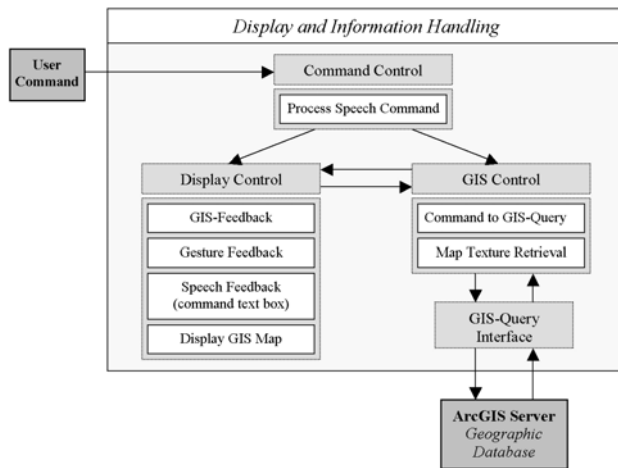 Display and Information Handling
User
Command
Command Control
Process Speech Command
Display Control
GIS-Feedback
Gesture Feedback
Speech Feedback
(command text box)
Display GIS Map
GIS Control
Command to GIS-Query
Map Texture Retrieval
GIS-Query
Interface
ArcGIS Server
Geographic
Database